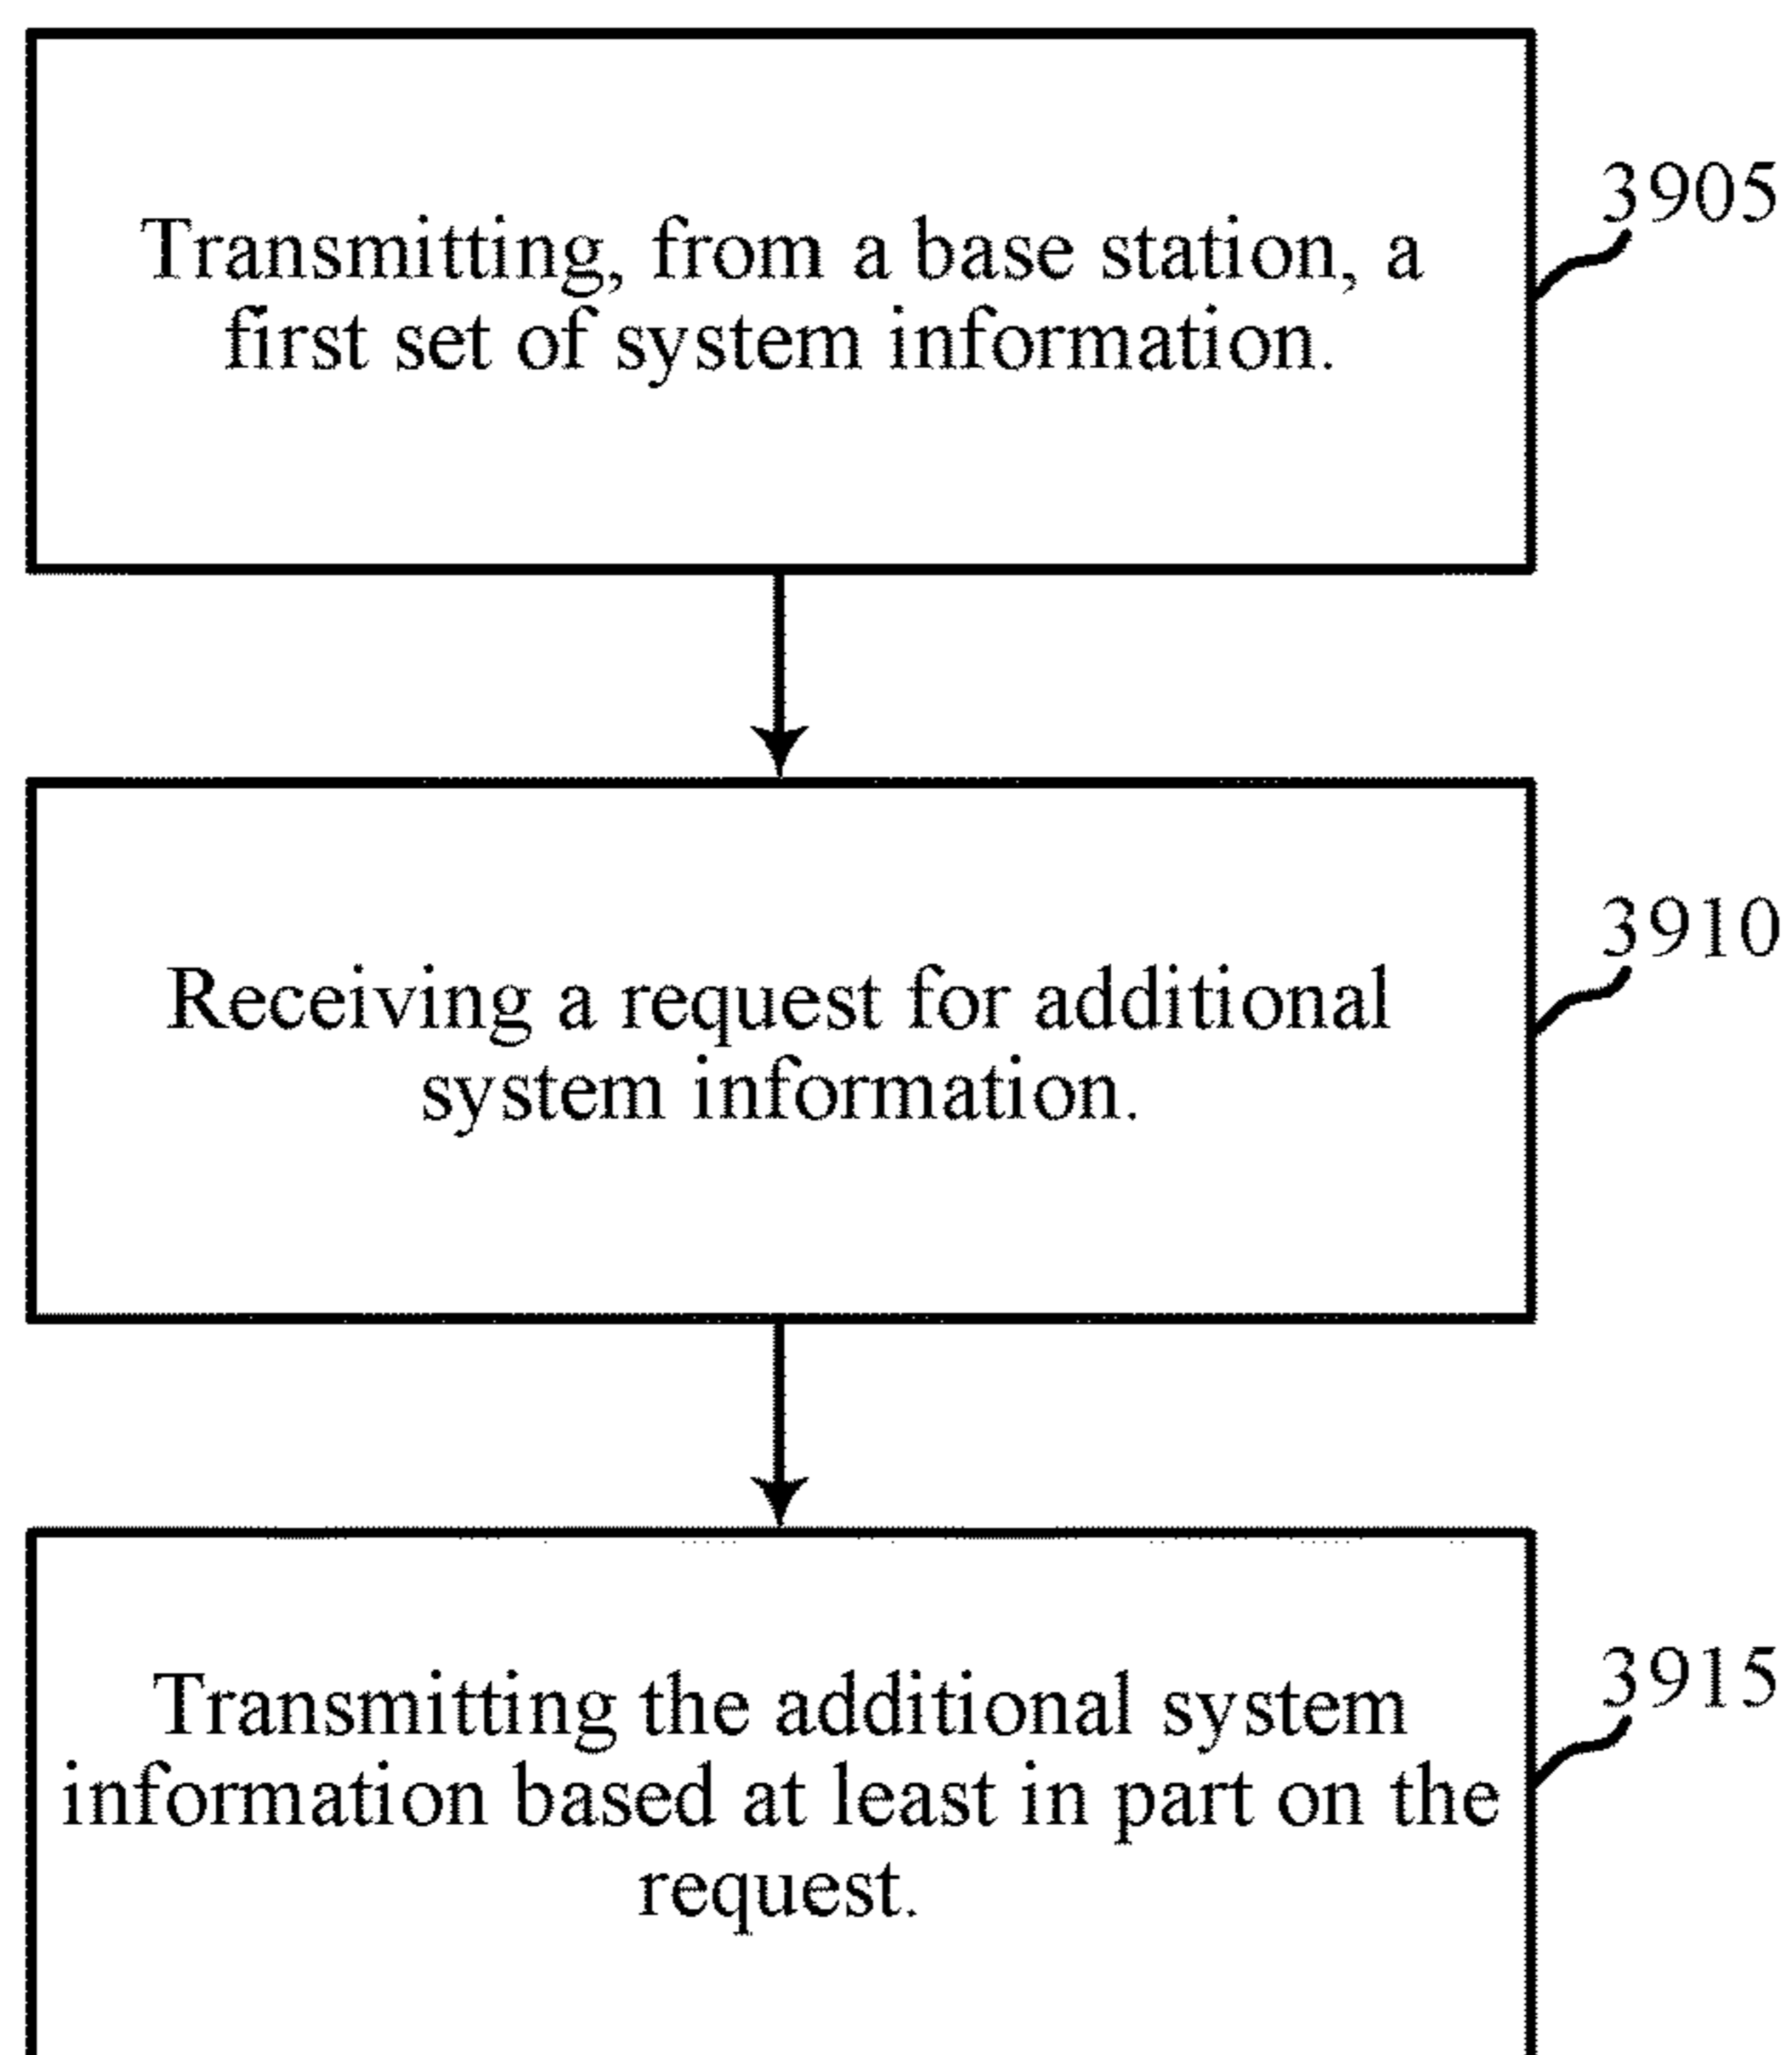 3905
Transmitting, from a base station, a
first set of system information.
3910
Receiving a request for additional
system information.
3915
Transmitting the additional system
information based at least in part on the
request.